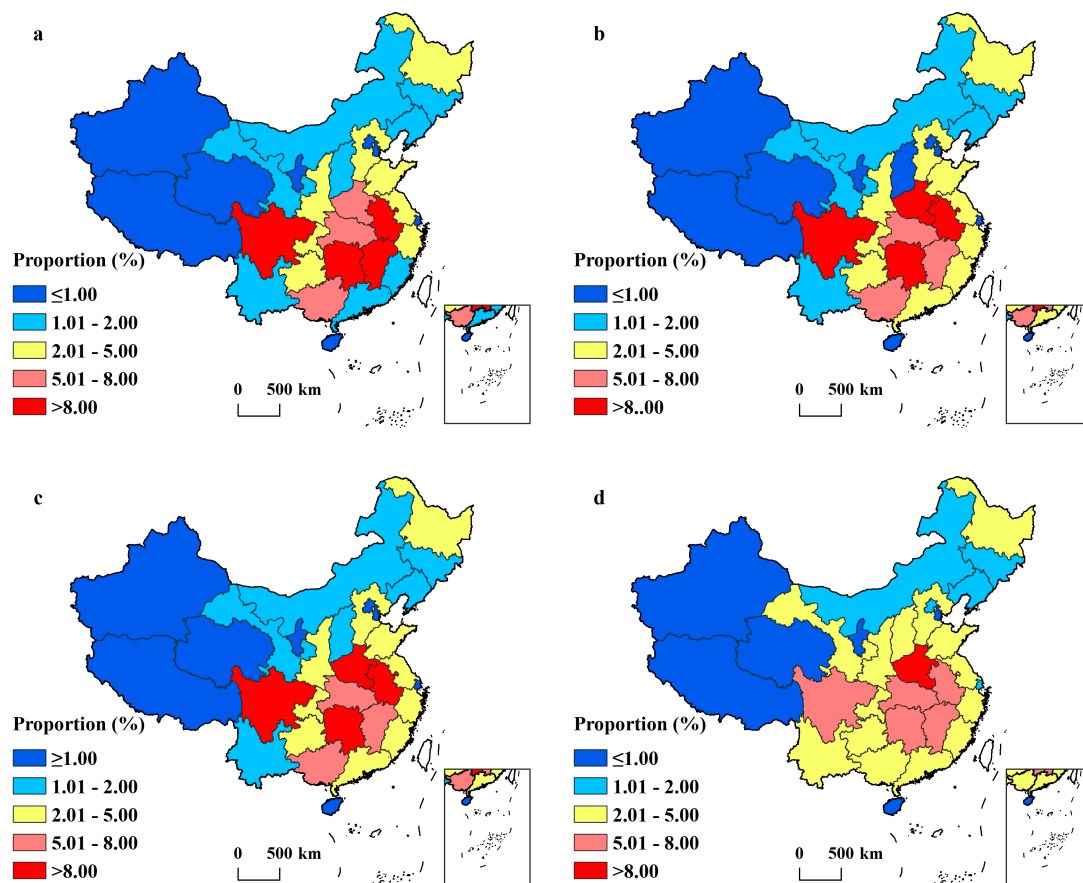 a
Proportion (%)
≤1.00
1.01 - 2.00
2.01 - 5.00
5.01 - 8.00
>8.00
0 500 km
b
Proportion (%)
≤1.00
1.01 - 2.00
2.01 - 5.00
5.01 - 8.00
>8..00
0 500 km
c
Proportion (%)
≥1.00
1.01 - 2.00
2.01 - 5.00
5.01 - 8.00
>8.00
0 500 km
d
Proportion (%)
≤1.00
1.01 - 2.00
2.01 - 5.00
5.01 - 8.00
>8.00
0 500 km